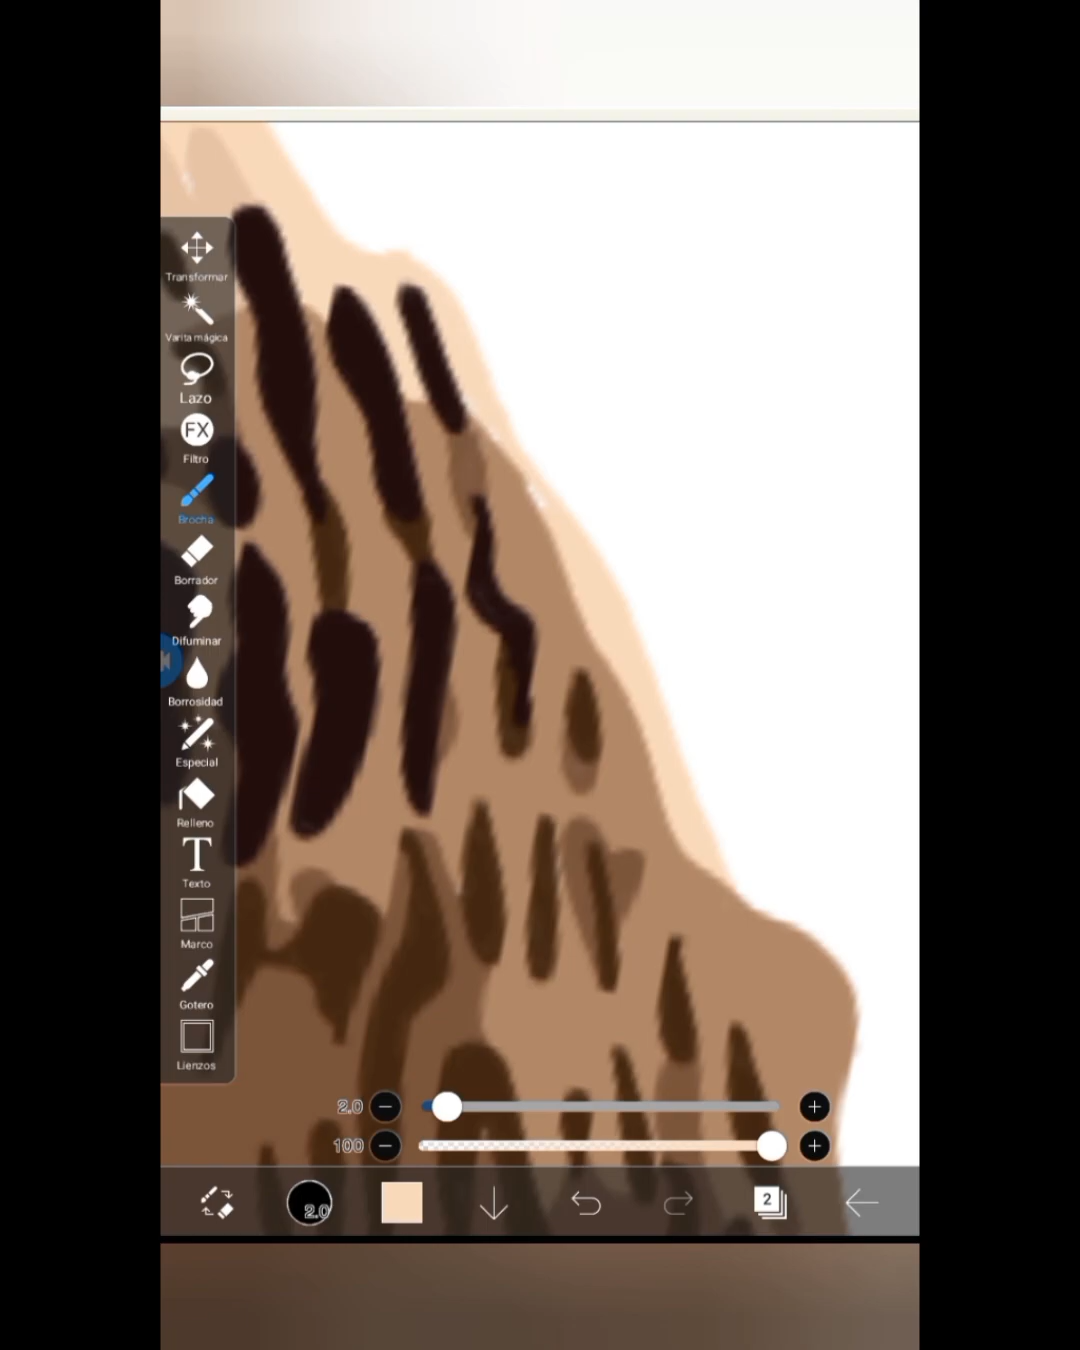 Transformar
Varita mágica
Lazo
FX
Filtro
Brocha
Borrador
Difuminar
Borrosidad
Especial
Relleno
T
Texto
Marco
Gotero
Lienzos
2.0
100
2.0
2